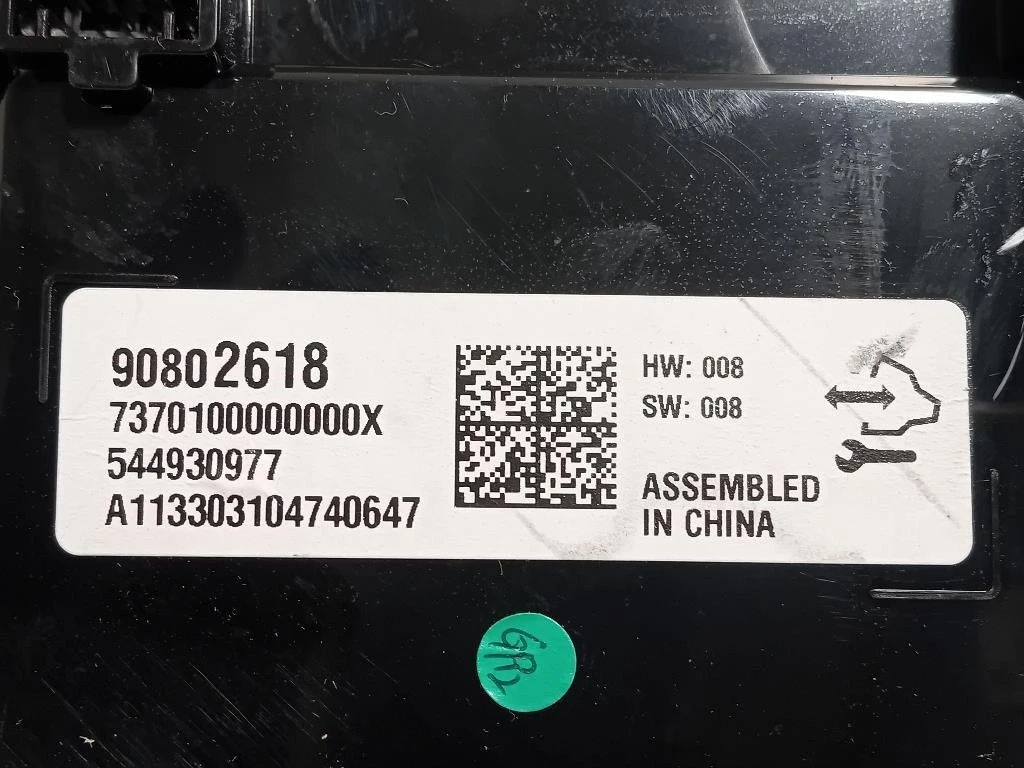 90802618
7370100000000X
544930977
A113303104740647
HW: 008
SW: 008
ASSEMBLED
IN CHINA